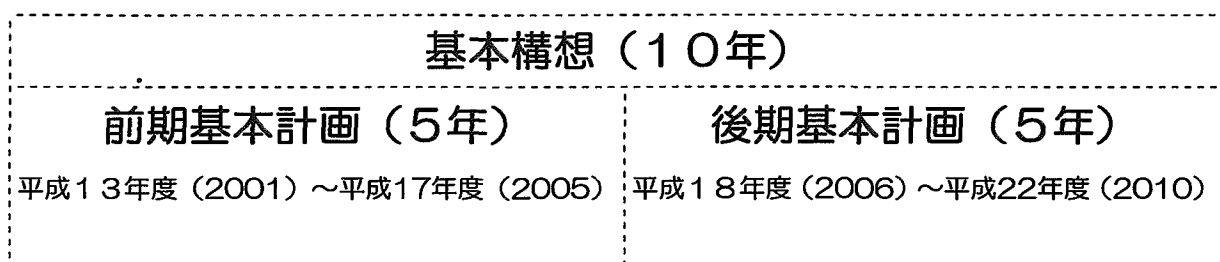 基本構想（１０年）
前期基本計画（５年）
後期基本計画（５年）
平成１３年度（2001）～平成17年度（2005）
平成１８年度（2006）～平成22年度（2010）